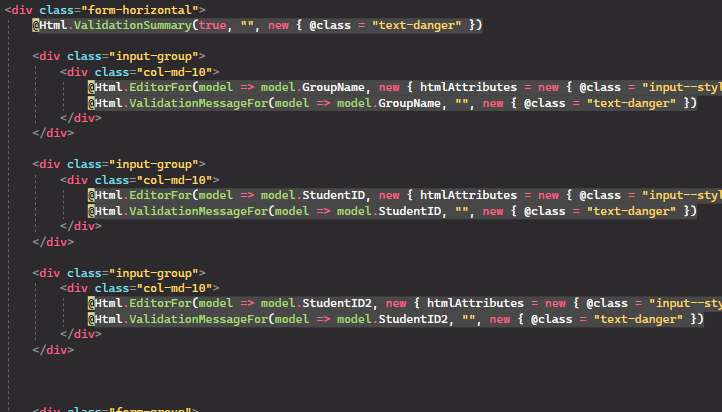 <div class="form-horizontal">
@Html.ValidationSummary(true, "", new { @class = "text-danger" })
<div class="input-group">
<div class="col-md-10">
@Html.EditorFor(model => model.GroupName, new { htmlAttributes = new { @class = "input--styl
@Html.ValidationMessageFor(model => model.GroupName, "", new { @class = "text-danger" })
</div>
</div>
<div class="input-group">
<div class="col-md-10">
@Html.EditorFor(model => model.StudentID, new { htmlAttributes = new { @class = "input--styl
@Html.ValidationMessageFor(model => model.StudentID, "", new { @class = "text-danger" })
</div>
</div>
<div class="input-group">
<div class="col-md-10">
@Html.EditorFor(model => model.StudentID2, new { htmlAttributes = new { @class = "input--sty
@Html.ValidationMessageFor(model => model.StudentID2, "", new { @class = "text-danger" })
</div>
</div>
<div class="form-group">